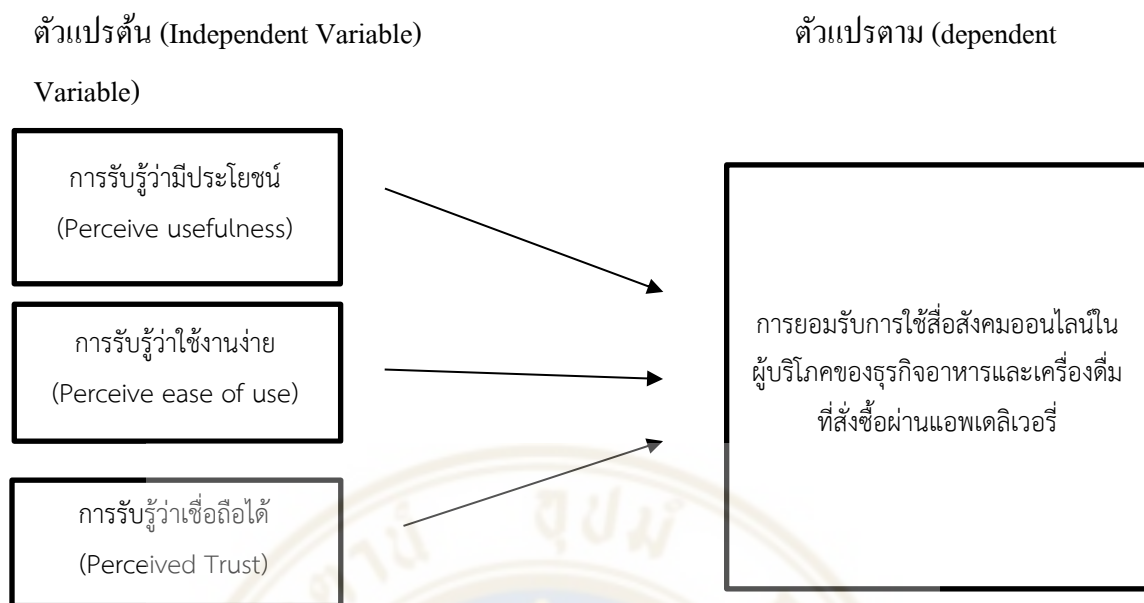 ตัวแปรต้น (Independent Variable)
ตัวแปรตาม (dependent
Variable)
การรับรู้ว่ามีประโยชน์
(Perceive usefulness)
การรับรู้ว่าใช้งานง่าย
(Perceive ease of use)
การรับรู้ว่าเชื่อถือได้
(Perceived Trust)
การยอมรับการใช้สื่อสังคมออนไลน์ใน
ผู้บริโภคของธุรกิจอาหารและเครื่องดื่ม
ที่สั่งซื้อผ่านแอพเดลิเวอรี่